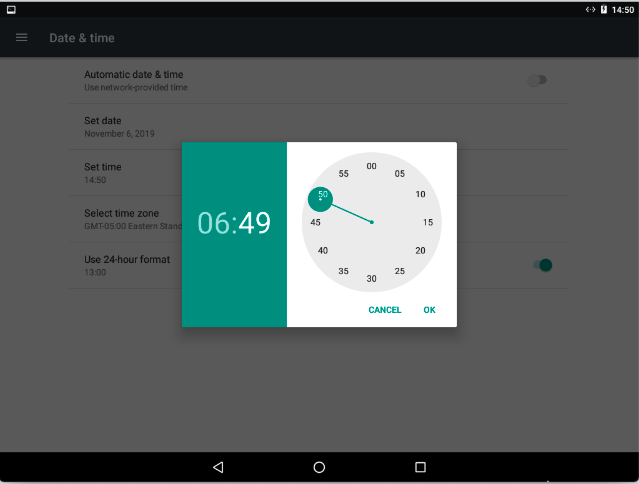 14:50
Date & time
Automatic date & time
Use network-provided time
Set date
November 6, 2019
Set time
14:50
Select time zone
GMT-05:00 Eastern Stand
Use 24-hour format
13:00
06:49
00
05
10
15
20
25
30
35
40
45
50
55
CANCEL OK